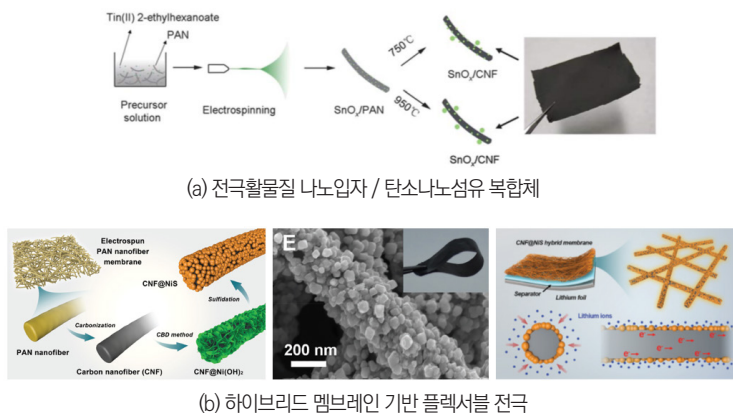 Tin(II) 2-ethylhexanoate
PAN
Precursor
solution
Electrospinning
SnOx/PAN
750℃
950℃
SnOx/CNF
SnOx/CNF
(a) 전극활물질 나노입자 / 탄소나노섬유 복합체
Electrospun
PAN nanofiber
membrane
CNF@NiS
Sulfidation
Carbonization
CBD method
PAN nanofiber
Carbon nanofiber (CNF)
CNF@Ni(OH)₂
E
200 nm
CNF@NiS hybrid membrane
Separator
Lithium foil
Lithium ions
e⁻
e⁻
e⁻
e⁻
(b) 하이브리드 멤브레인 기반 플렉서블 전극